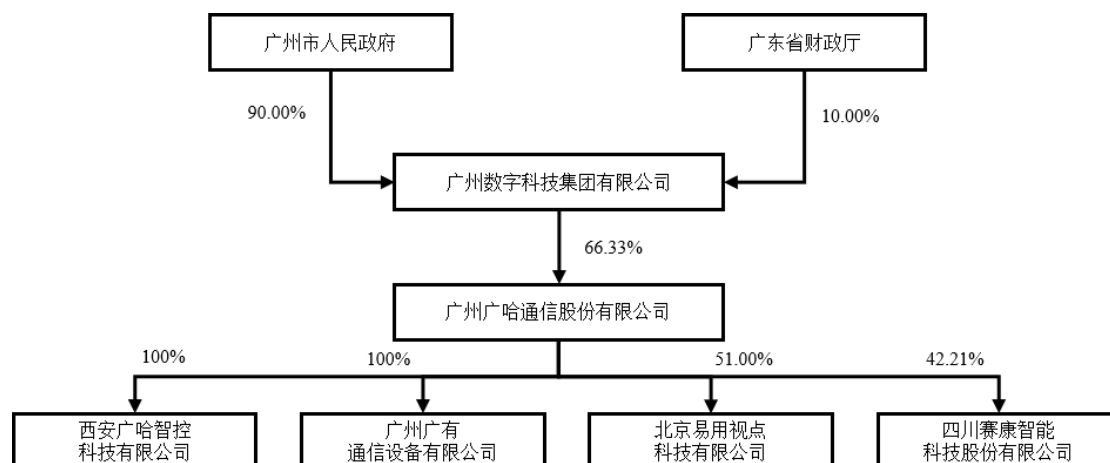 广州市人民政府
广东省财政厅
90.00%
10.00%
广州数字科技集团有限公司
66.33%
广州广哈通信股份有限公司
100%
100%
51.00%
42.21%
西安广哈智控
科技有限公司
广州广有
通信设备有限公司
北京易用视点
科技有限公司
四川赛康智能
科技股份有限公司